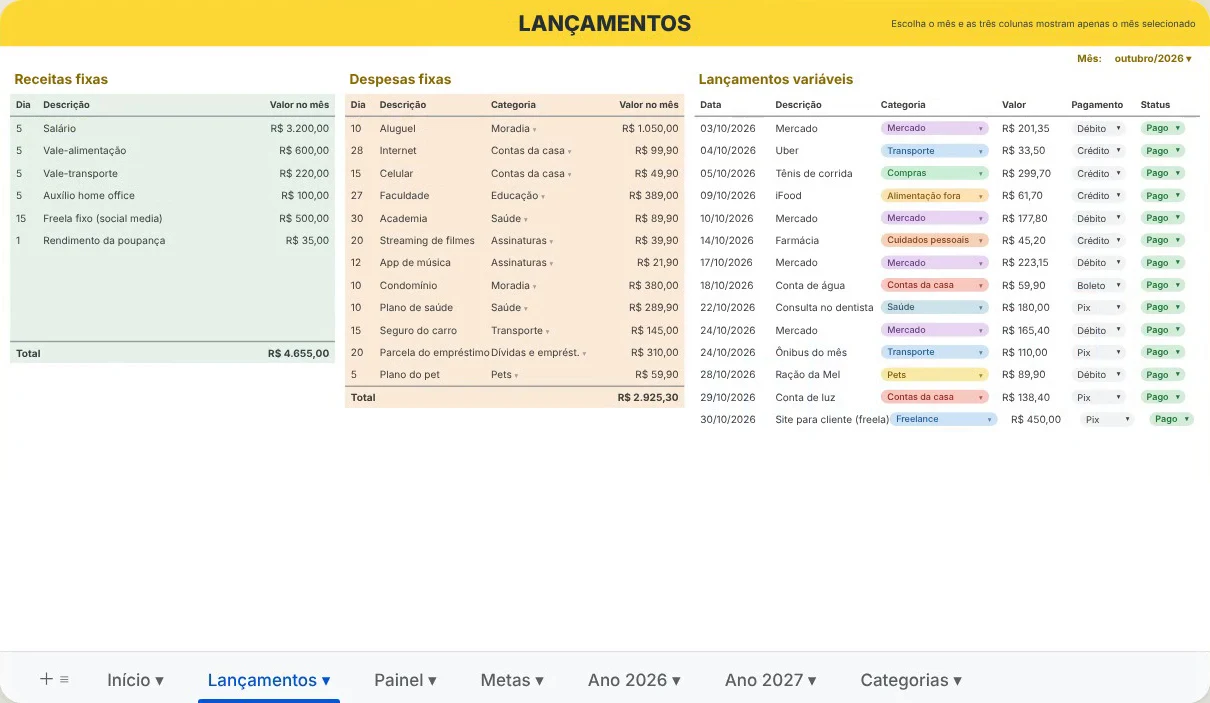 LANÇAMENTOS
Escolha o mês e as três colunas mostram apenas o mês selecionado
Mês: outubro/2026 ▾
Receitas fixas
Dia Descrição Valor no mês
5 Salário R$ 3.200,00
5 Vale-alimentação R$ 600,00
5 Vale-transporte R$ 220,00
5 Auxílio home office R$ 100,00
15 Freela fixo (social media) R$ 500,00
1 Rendimento da poupança R$ 35,00
Total R$ 4.655,00
Despesas fixas
Dia Descrição Categoria Valor no mês
10 Aluguel Moradia ▾ R$ 1.050,00
28 Internet Contas da casa ▾ R$ 99,90
15 Celular Contas da casa ▾ R$ 49,90
27 Faculdade Educação ▾ R$ 389,00
30 Academia Saúde ▾ R$ 89,90
20 Streaming de filmes Assinaturas ▾ R$ 39,90
12 App de música Assinaturas ▾ R$ 21,90
10 Condomínio Moradia ▾ R$ 380,00
10 Plano de saúde Saúde ▾ R$ 289,90
15 Seguro do carro Transporte ▾ R$ 145,00
20 Parcela do empréstimo Dívidas e emprést. ▾ R$ 310,00
5 Plano do pet Pets ▾ R$ 59,90
Total R$ 2.925,30
Lançamentos variáveis
Data Descrição Categoria Valor Pagamento Status
03/10/2026 Mercado Mercado ▾ R$ 201,35 Débito ▾ Pago ▾
04/10/2026 Uber Transporte ▾ R$ 33,50 Crédito ▾ Pago ▾
05/10/2026 Tênis de corrida Compras ▾ R$ 299,70 Crédito ▾ Pago ▾
09/10/2026 iFood Alimentação fora ▾ R$ 61,70 Crédito ▾ Pago ▾
10/10/2026 Mercado Mercado ▾ R$ 177,80 Débito ▾ Pago ▾
14/10/2026 Farmácia Cuidados pessoais ▾ R$ 45,20 Crédito ▾ Pago ▾
17/10/2026 Mercado Mercado ▾ R$ 223,15 Débito ▾ Pago ▾
18/10/2026 Conta de água Contas da casa ▾ R$ 59,90 Boleto ▾ Pago ▾
22/10/2026 Consulta no dentista Saúde ▾ R$ 180,00 Pix ▾ Pago ▾
24/10/2026 Mercado Mercado ▾ R$ 165,40 Débito ▾ Pago ▾
24/10/2026 Ônibus do mês Transporte ▾ R$ 110,00 Pix ▾ Pago ▾
28/10/2026 Ração da Mel Pets ▾ R$ 89,90 Débito ▾ Pago ▾
29/10/2026 Conta de luz Contas da casa ▾ R$ 138,40 Pix ▾ Pago ▾
30/10/2026 Site para cliente (freela) Freelance ▾ R$ 450,00 Pix ▾ Pago ▾
+ ≡ Início ▾ Lançamentos ▾ Painel ▾ Metas ▾ Ano 2026 ▾ Ano 2027 ▾ Categorias ▾